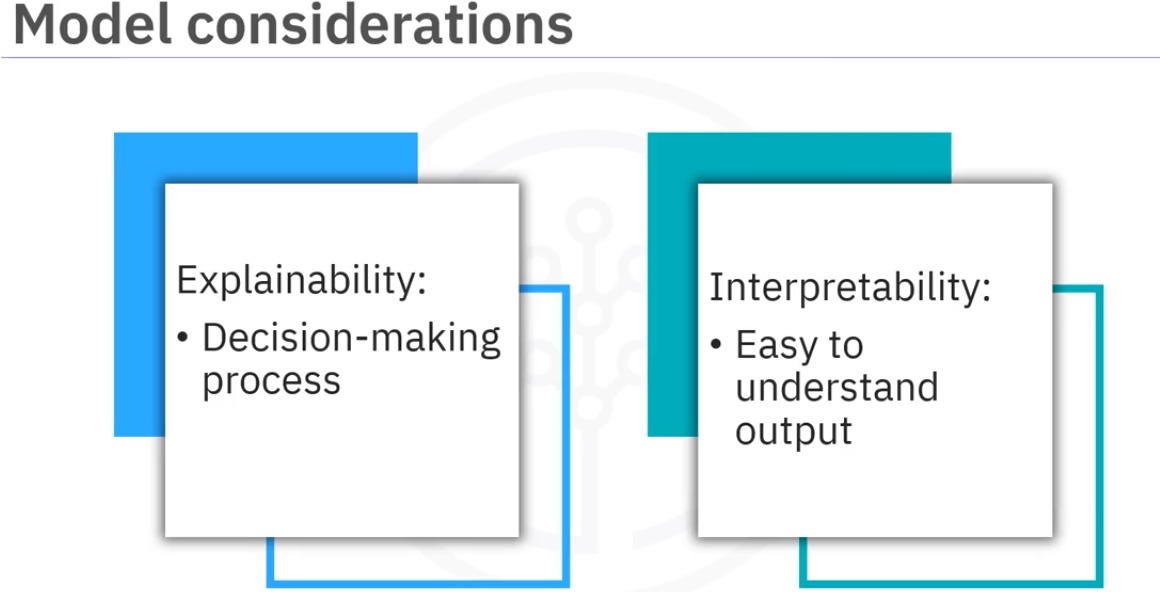 Model considerations
Explainability:
• Decision-making
process
Interpretability:
• Easy to
understand
output